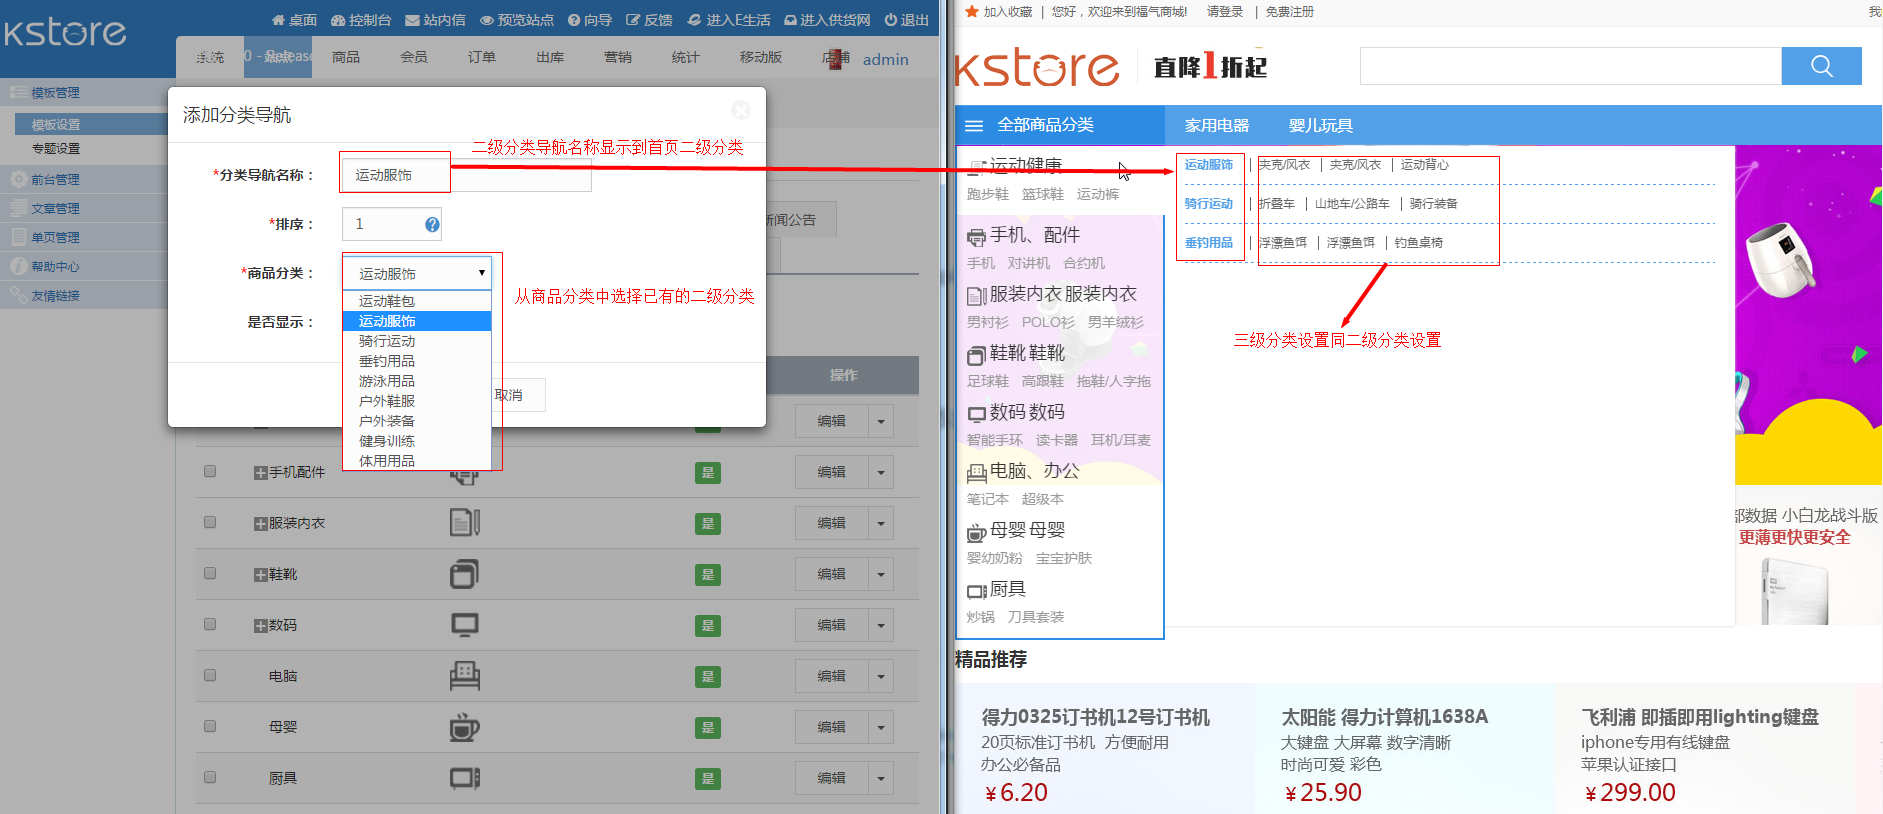 kstore
桌面 控制台 站内信 预览站点 向导 反馈 进入E生活 进入供货网 退出
系统 站点 商品 会员 订单 出库 营销 统计 移动版 店铺 admin
模板管理
模板设置
专题设置
前台管理
文章管理
单页管理
帮助中心
友情链接
添加分类导航
二级分类导航名称显示到首页二级分类
*分类导航名称： 运动服饰
*排序： 1
新闻公告
*商品分类： 运动服饰
从商品分类中选择已有的二级分类
运动鞋包
运动服饰
骑行运动
垂钓用品
游泳用品
户外鞋服
户外装备
健身训练
体用用品
是否显示：
取消
操作
编辑
手机配件 是 编辑
服装内衣 是 编辑
鞋靴 是 编辑
数码 是 编辑
电脑 是 编辑
母婴 是 编辑
厨具 是 编辑
加入收藏 | 您好，欢迎来到福气商城! 请登录 | 免费注册
kstore 直降1折起
全部商品分类 家用电器 婴儿玩具
运动健康
跑步鞋 篮球鞋 运动裤
手机、配件
手机 对讲机 合约机
服装内衣 服装内衣
男衬衫 POLO衫 男羊绒衫
鞋靴 鞋靴
足球鞋 高跟鞋 拖鞋/人字拖
数码 数码
智能手环 读卡器 耳机/耳麦
电脑、办公
笔记本 超级本
母婴 母婴
婴幼奶粉 宝宝护肤
厨具
炒锅 刀具套装
运动服饰 | 夹克/风衣 | 夹克/风衣 | 运动背心
骑行运动 | 折叠车 | 山地车/公路车 | 骑行装备
垂钓用品 | 浮漂鱼饵 | 浮漂鱼饵 | 钓鱼桌椅
三级分类设置同二级分类设置
部数据 小白龙战斗版
更薄更快更安全
精品推荐
得力0325订书机12号订书机
20页标准订书机 方便耐用
办公必备品
¥6.20
太阳能 得力计算机1638A
大键盘 大屏幕 数字清晰
时尚可爱 彩色
¥25.90
飞利浦 即插即用lighting键盘
iphone专用有线键盘
苹果认证接口
¥299.00